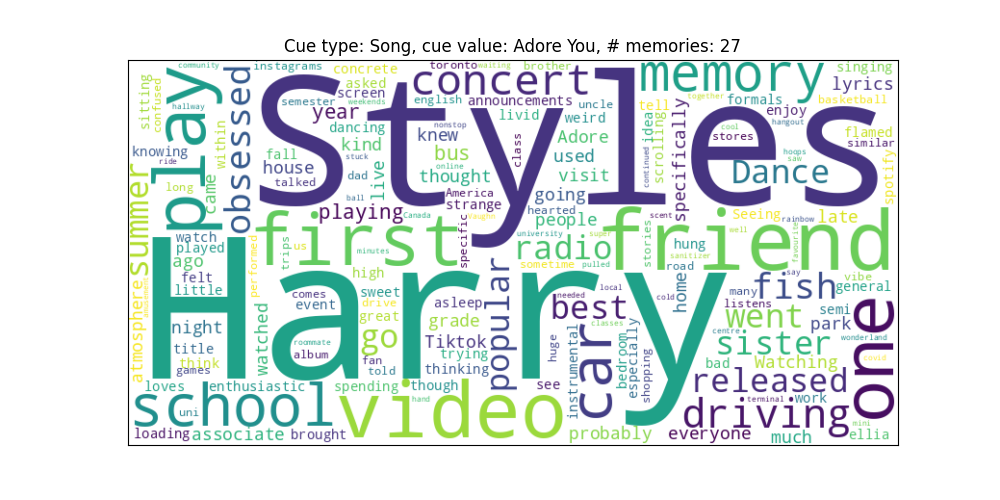 Cue type: Song, cue value: Adore You, # memories: 27
community
instagrams
concrete
toronto
waiting
brother
memory
singing
sitting
confused
play
obsessed
Styles
asked
concert
lyrics
screen
semester
year
english
announcements
uncle
tell
formals
basketball
hallway
within
weekends
nonstop
livid
weird
idea
enjoy
together
dancing
knew
class
Adore
scrolling
specifically
cool
stores
hangout
flamed
similar
knowing
ride
fall
kind
bus
online
used
continued
hoops
saw
house
stuck
dad
live
thought
visit
Dance
spotify
talked
long
came
America
strange
going
ball
hearted
scent
rainbow
summer
playing
Canada
specific
Vaughn
people
Seeing
late
watch
first
university
radio
friend
favourite
played
trips
us
minutes
super
stories
hung
sanitizer
well
ago
performed
popular
sometime
pulled
road
say
vibe
felt
high
Harry
home
many
fish
general
little
comes
sweet
asleep
needed
local
cold
listens
event
drive
best
went
semi
atmosphere
night
great
grade
park
one
watched
go
Tiktok
huge
car
instrumental
bedroom
especially
shopping
centre
wonderland
title
roommate
album
fan
trying
classes
sister
think
told
thinking
bad
Watching
covid
games
loves
enthusiastic
spending
though
see
released
school
hand
video
terminal
work
mini
uni
driving
loading
associate
brought
probably
everyone
much
ellia